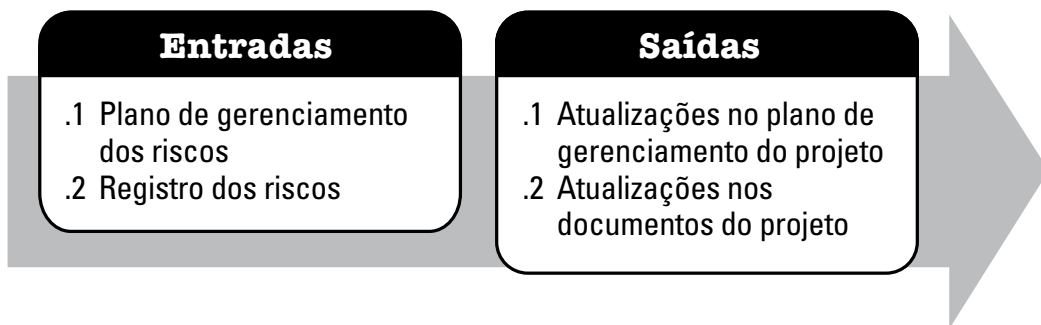 Entradas
.1 Plano de gerenciamento
dos riscos
.2 Registro dos riscos
Saídas
.1 Atualizações no plano de
gerenciamento do projeto
.2 Atualizações nos
documentos do projeto